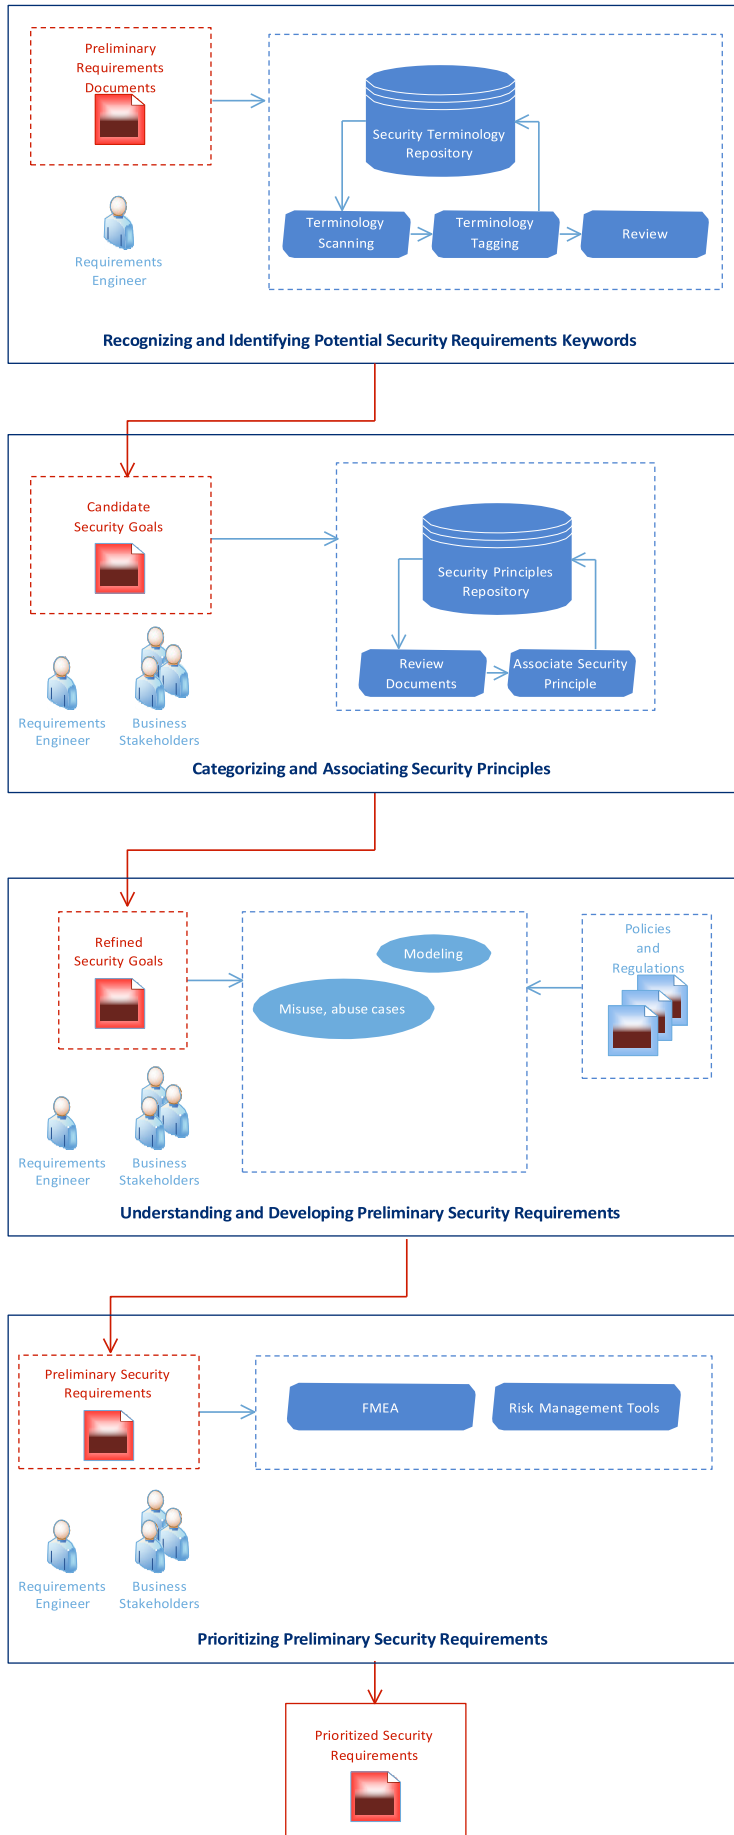 Preliminary
Requirements
Documents
Security Terminology
Repository
Terminology
Scanning
Terminology
Tagging
Review
Requirements
Engineer
Recognizing and Identifying Potential Security Requirements Keywords
Candidate
Security Goals
Security Principles
Repository
Review
Documents
Associate Security
Principle
Requirements
Engineer
Business
Stakeholders
Categorizing and Associating Security Principles
Refined
Security Goals
Modeling
Misuse, abuse cases
Policies
and
Regulations
Requirements
Engineer
Business
Stakeholders
Understanding and Developing Preliminary Security Requirements
Preliminary Security
Requirements
FMEA
Risk Management Tools
Requirements
Engineer
Business
Stakeholders
Prioritizing Preliminary Security Requirements
Prioritized Security
Requirements